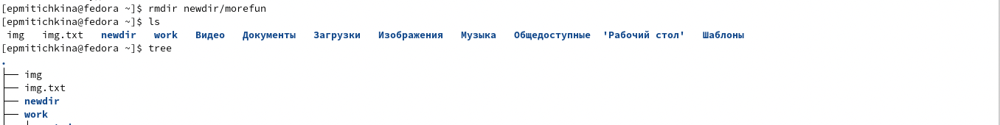 [epmitichkina@fedora ~]$ rmdir newdir/morefun
[epmitichkina@fedora ~]$ ls
img img.txt newdir work Видео Документы Загрузки Изображения Музыка Общедоступные 'Рабочий стол' Шаблоны
[epmitichkina@fedora ~]$ tree
.
├── img
├── img.txt
├── newdir
├── work